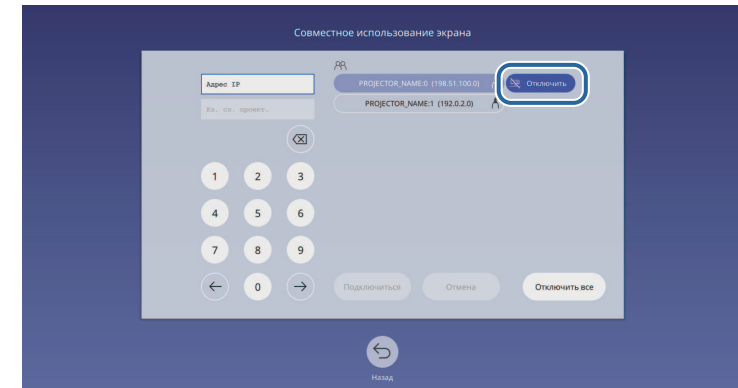 Совместное использование экрана
Адрес IP
PROJECTOR_NAME:0 (198.51.100.0)
Отключить
Кл. сл. проект.
PROJECTOR_NAME:1 (192.0.2.0)
1 2 3
4 5 6
7 8 9
0
Подключиться
Отмена
Отключить все
Назад